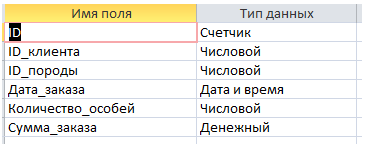 Имя поля Тип данных
ID Счетчик
ID_клиента Числовой
ID_породы Числовой
Дата_заказа Дата и время
Количество_особей Числовой
Сумма_заказа Денежный